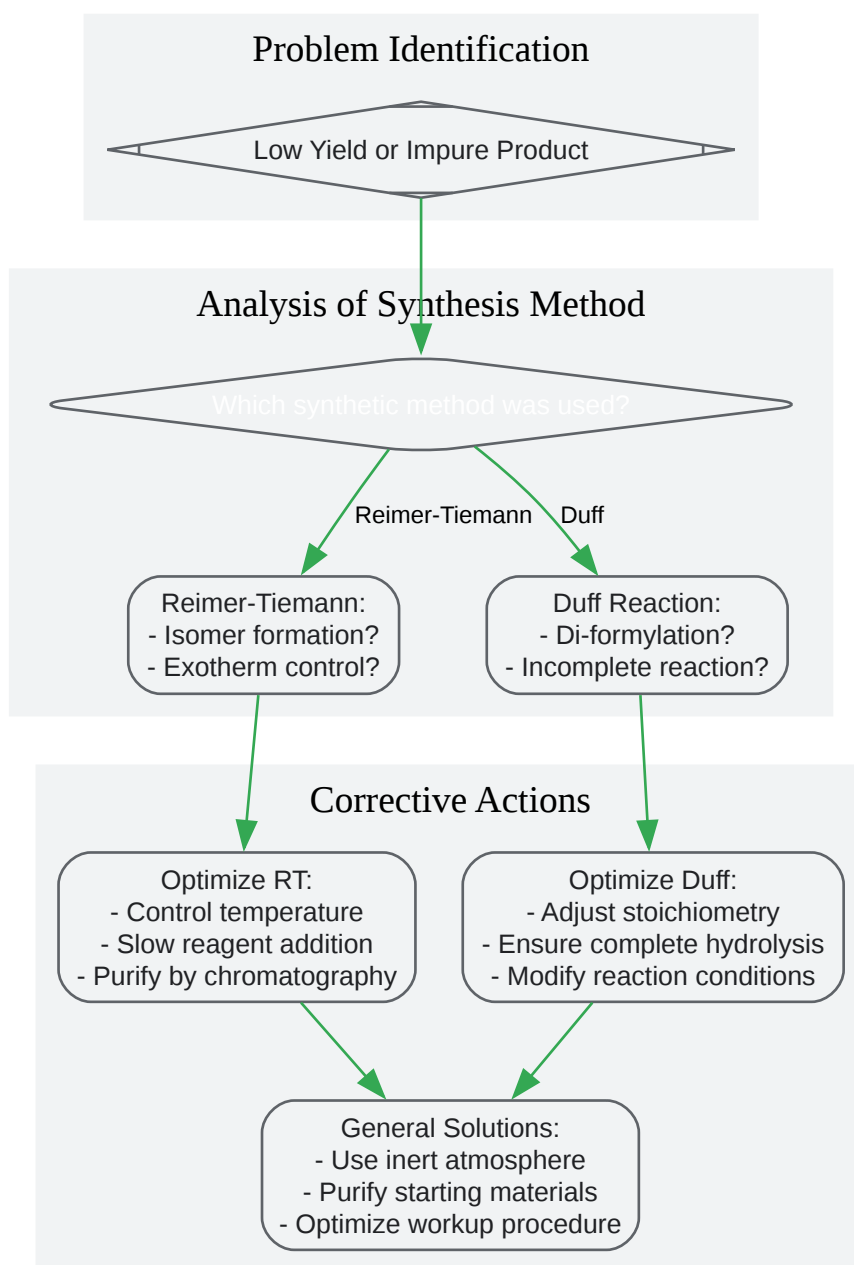 Problem Identification
Low Yield or Impure Product
Analysis of Synthesis Method
Which synthetic method was used?
Reimer-Tiemann
Duff
Reimer-Tiemann:
- Isomer formation?
- Exotherm control?
Duff Reaction:
- Di-formylation?
- Incomplete reaction?
Corrective Actions
Optimize RT:
- Control temperature
- Slow reagent addition
- Purify by chromatography
Optimize Duff:
- Adjust stoichiometry
- Ensure complete hydrolysis
- Modify reaction conditions
General Solutions:
- Use inert atmosphere
- Purify starting materials
- Optimize workup procedure